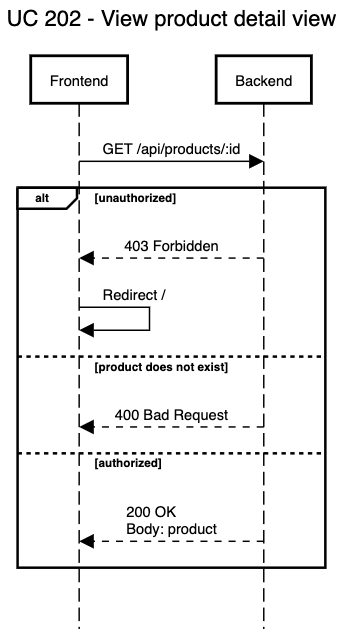 UC 202 - View product detail view
Frontend
Backend
GET /api/products/:id
alt
[unauthorized]
403 Forbidden
Redirect /
[product does not exist]
400 Bad Request
[authorized]
200 OK
Body: product